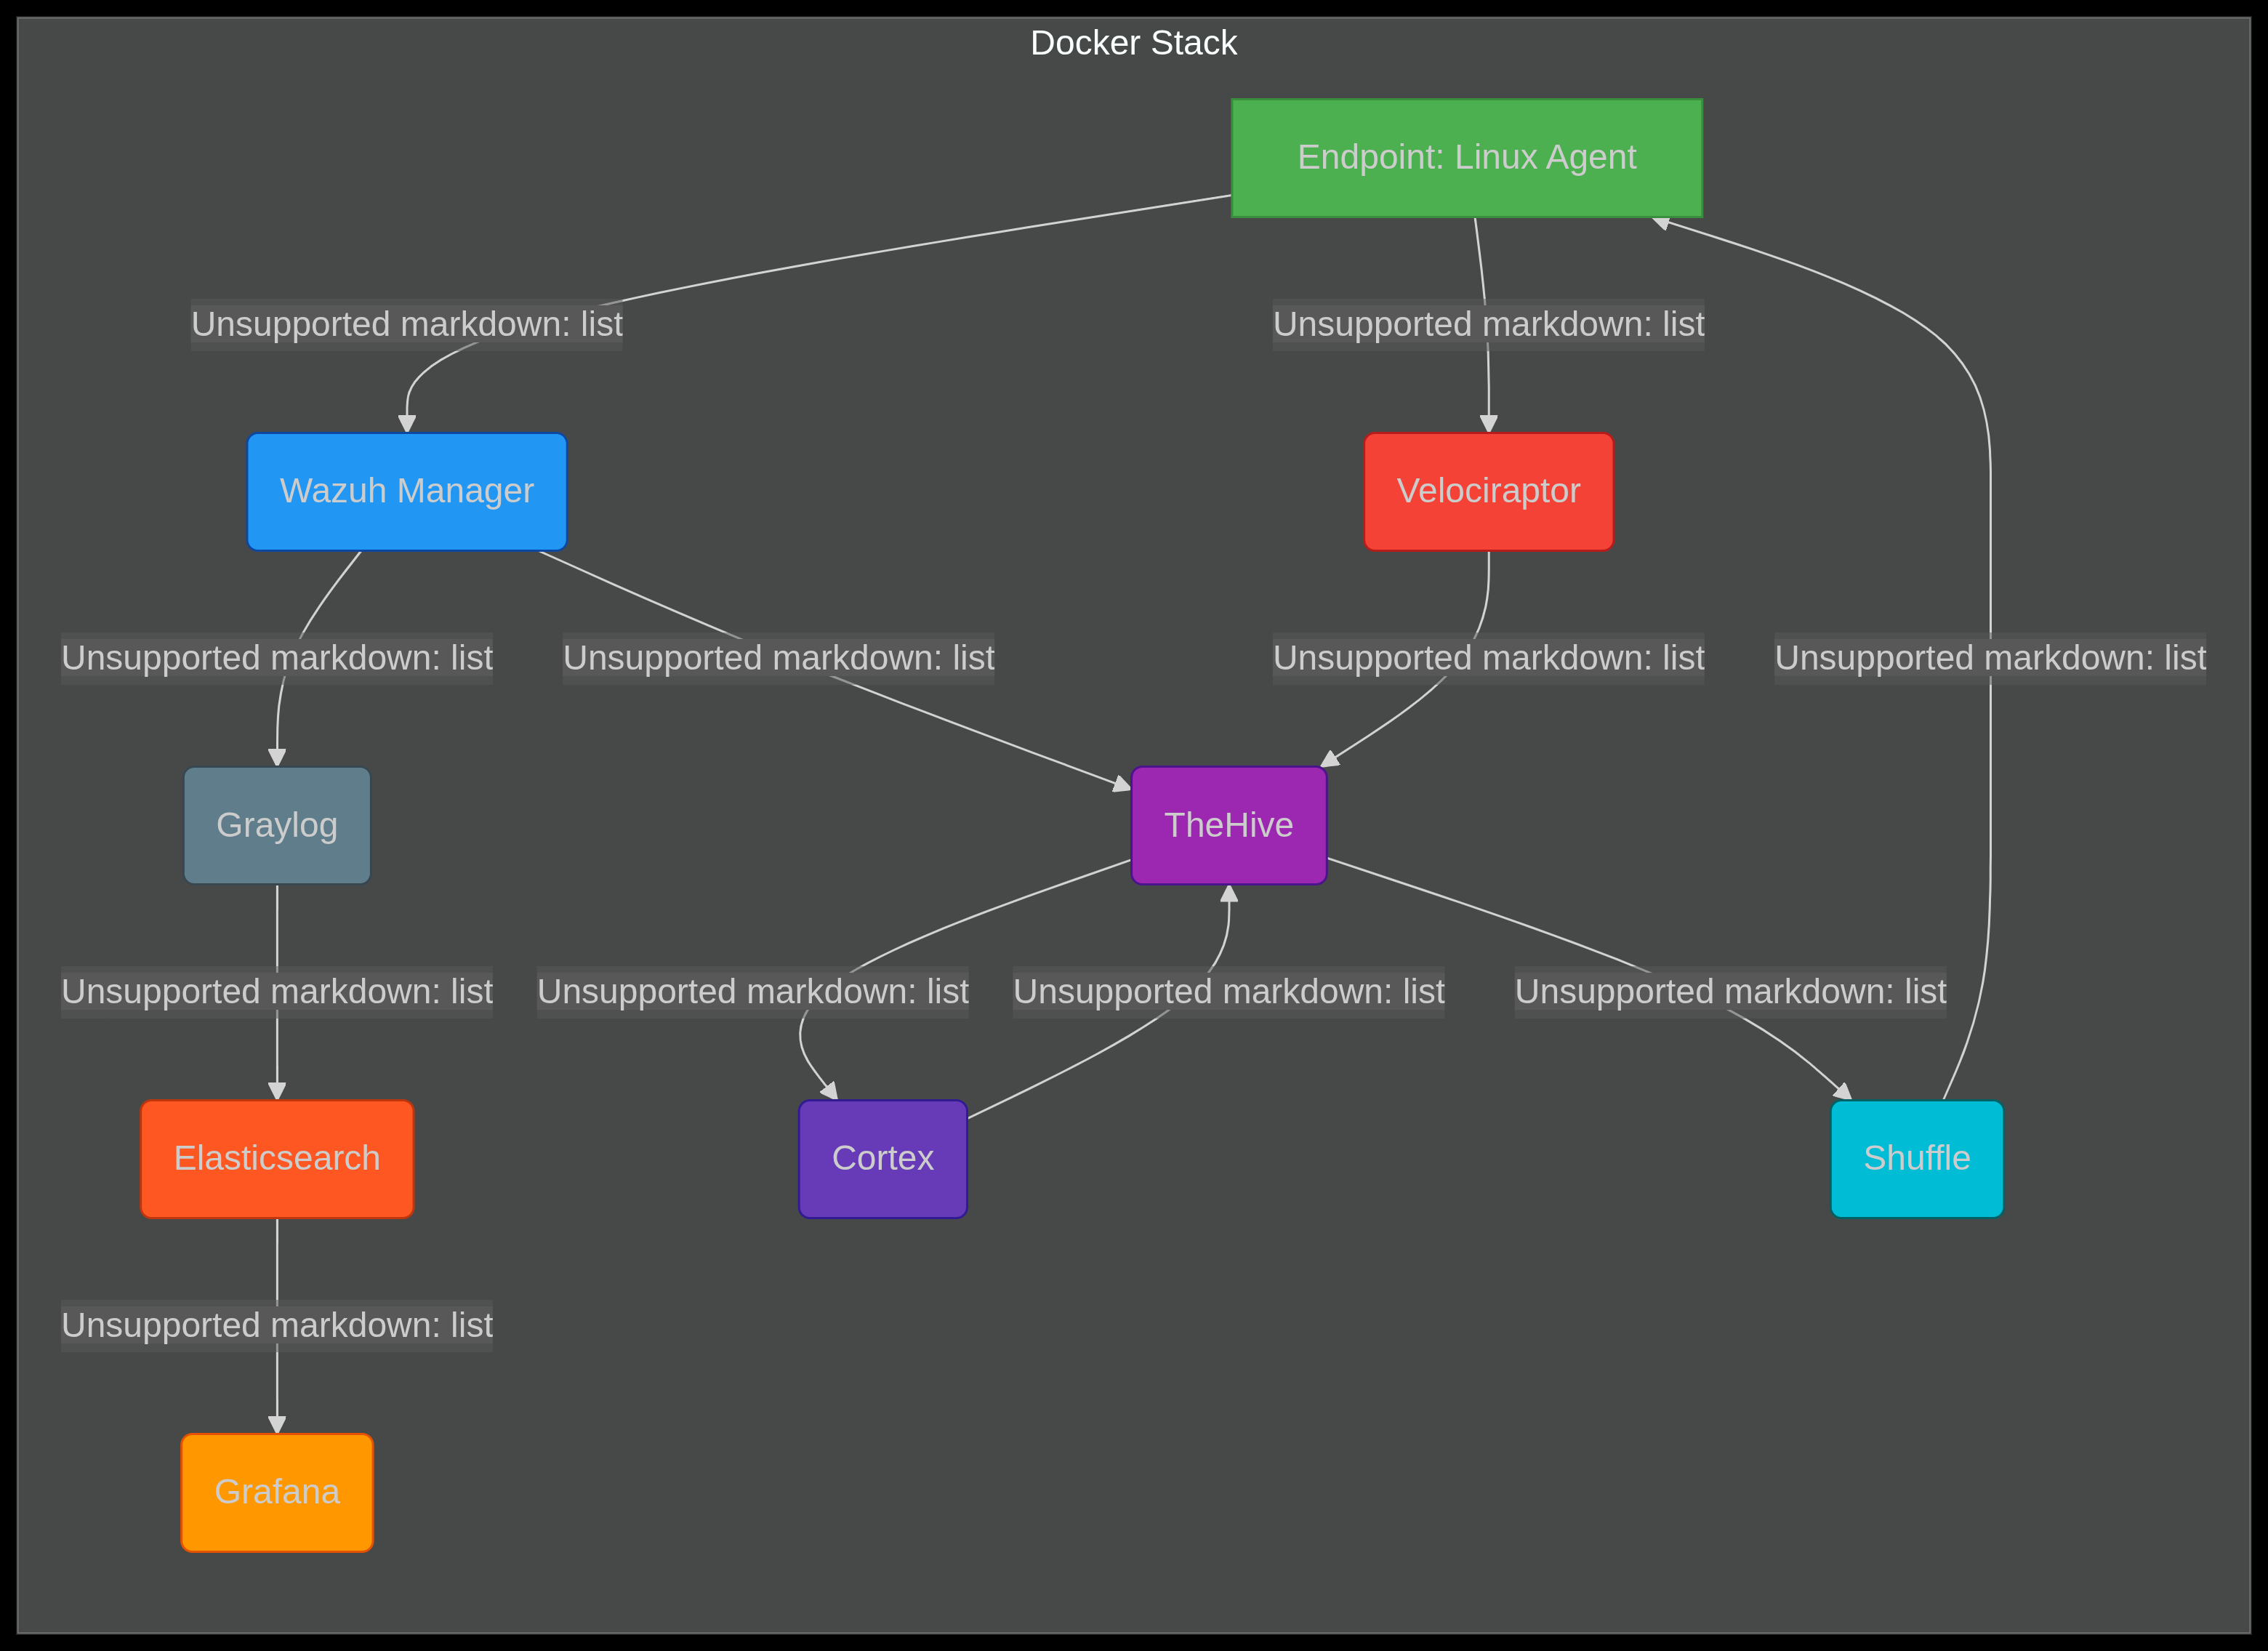 Docker Stack
Endpoint: Linux Agent
Unsupported markdown: list
Unsupported markdown: list
Wazuh Manager
Velociraptor
Unsupported markdown: list
Unsupported markdown: list
Unsupported markdown: list
Unsupported markdown: list
Graylog
TheHive
Unsupported markdown: list
Unsupported markdown: list
Unsupported markdown: list
Unsupported markdown: list
Elasticsearch
Cortex
Shuffle
Unsupported markdown: list
Grafana